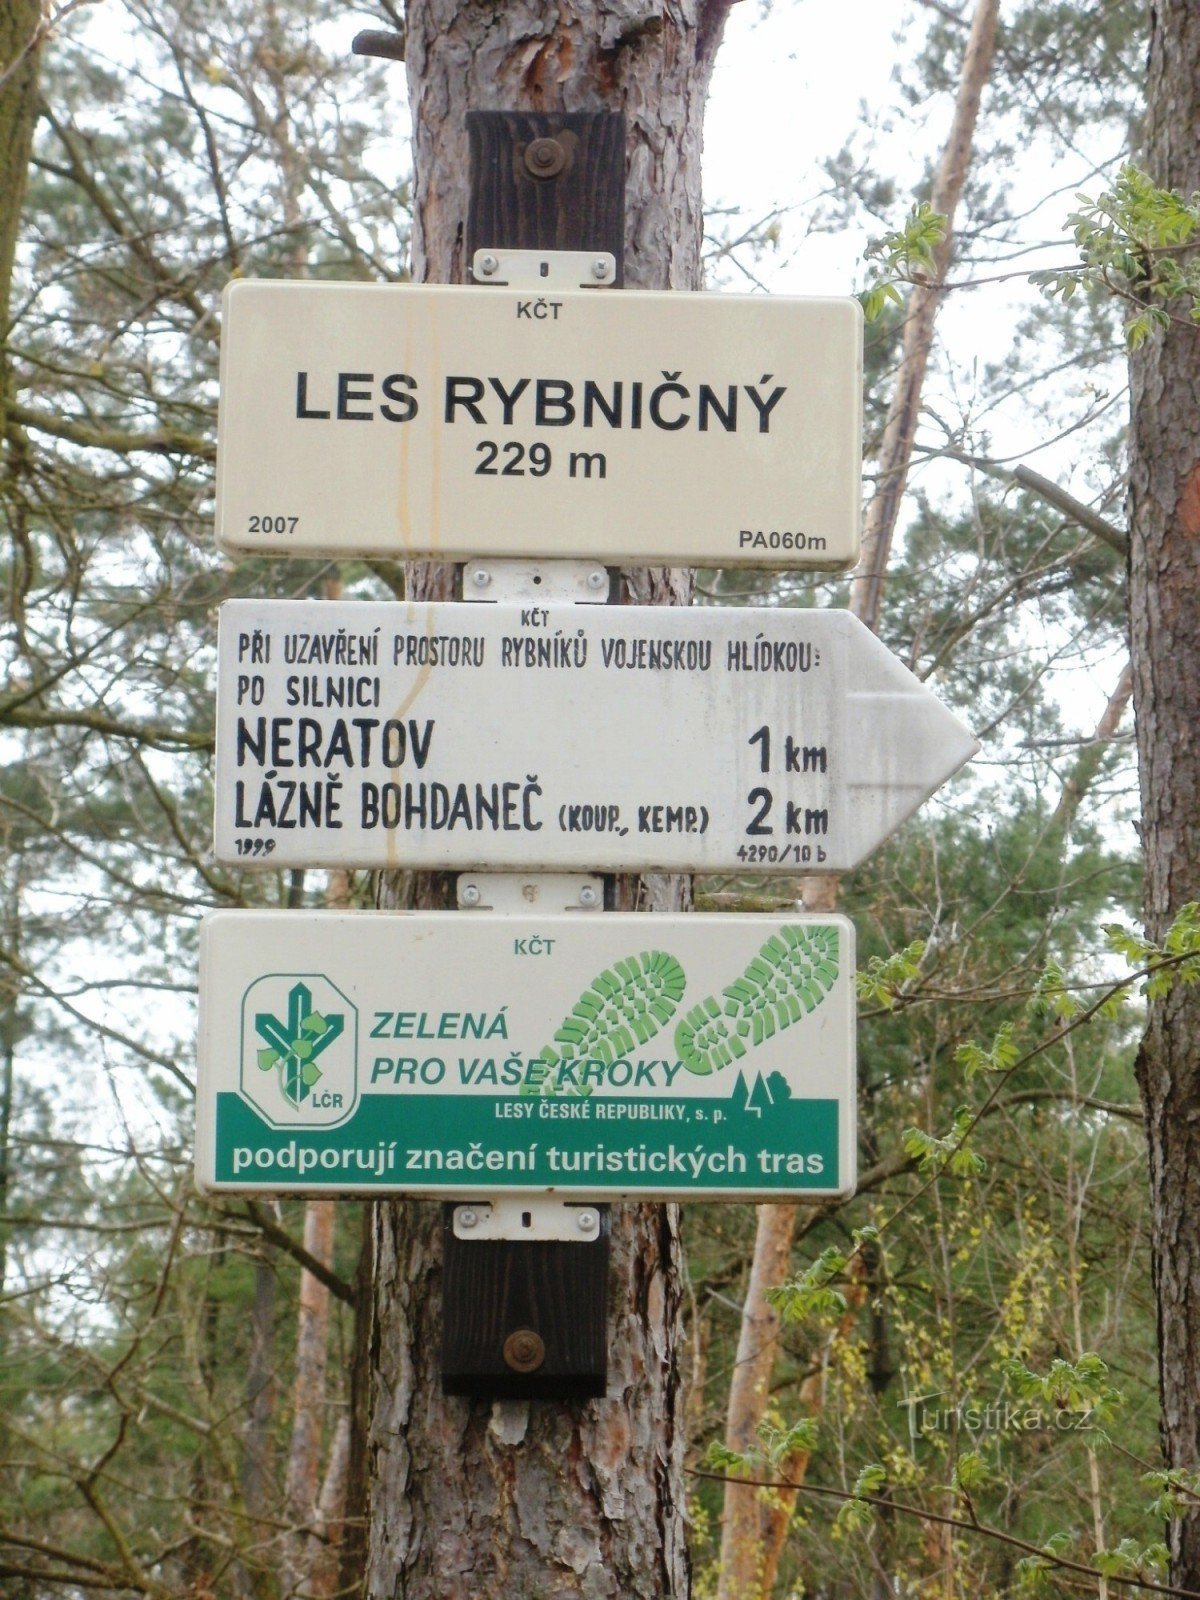 KČT
LES RYBNIČNÝ
229 m
2007 PA060m
KČT
PŘI UZAVŘENÍ PROSTORU RYBNÍKŮ VOJENSKOU HLÍDKOU:
PO SILNICI
NERATOV 1 km
LÁZNĚ BOHDANEČ (KOUP., KEMP.) 2 km
1999 4290/10 b
KČT
ZELENÁ
PRO VAŠE KROKY
LČR
LESY ČESKÉ REPUBLIKY, s. p.
podporují značení turistických tras
Turistika.cz